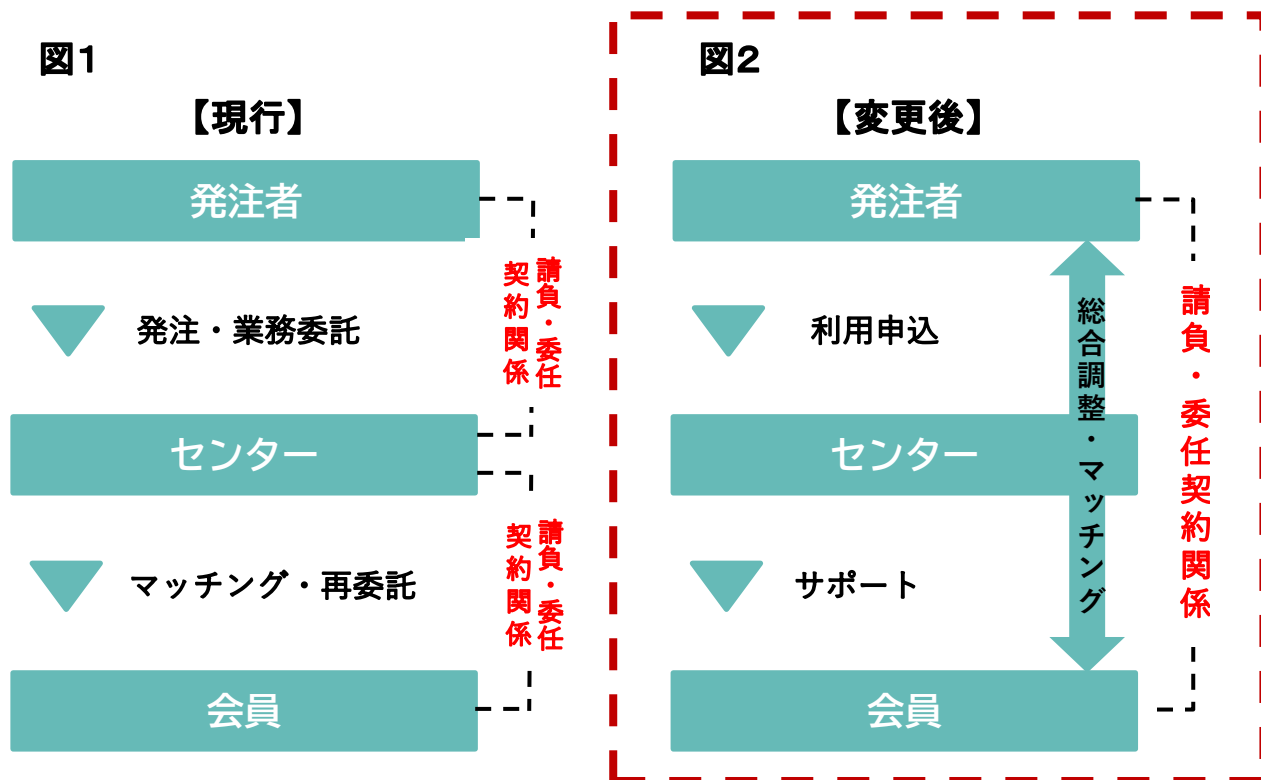 図1
【現行】
発注者
発注・業務委託
請負・委任
契約関係
センター
マッチング・再委託
請負・委任
契約関係
会員
図2
【変更後】
発注者
利用申込
センター
サポート
総合調整・マッチング
請負・委任契約関係
会員